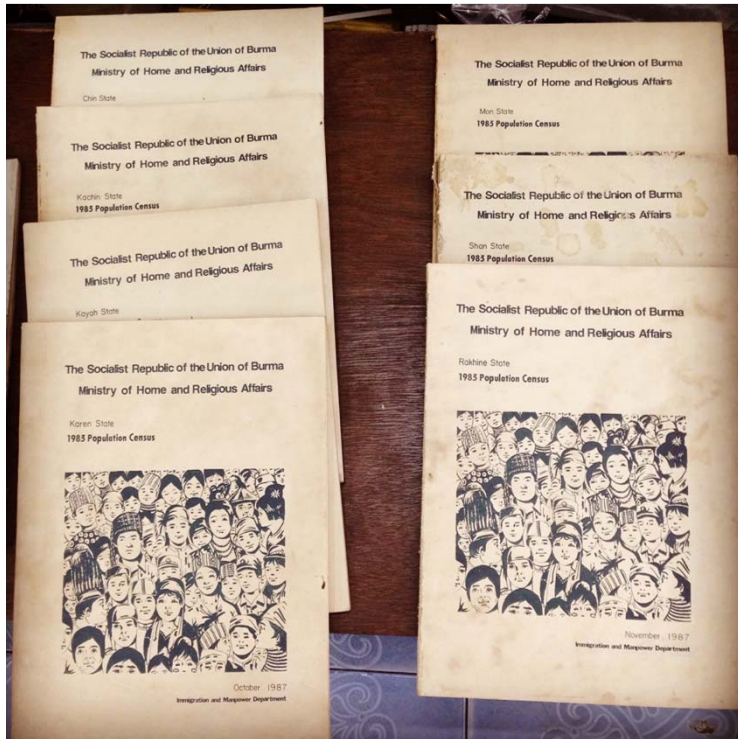 The Socialist Republic of the Union of Burma
Ministry of Home and Religious Affairs
Chin State
The Socialist Republic of the Union of Burma
Ministry of Home and Religious Affairs
Kachin State
1983 Population Census
The Socialist Republic of the Union of Burma
Ministry of Home and Religious Affairs
Kayah State
The Socialist Republic of the Union of Burma
Ministry of Home and Religious Affairs
Karen State
1983 Population Census
October 1987
Immigration and Manpower Department
The Socialist Republic of the Union of Burma
Ministry of Home and Religious Affairs
Mon State
1983 Population Census
The Socialist Republic of the Union of Burma
Ministry of Home and Religious Affairs
Shan State
1983 Population Census
The Socialist Republic of the Union of Burma
Ministry of Home and Religious Affairs
Rakhine State
1983 Population Census
November 1987
Immigration and Manpower Department